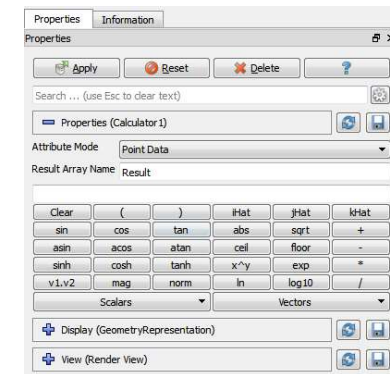 Properties Information
Properties
Apply Reset Delete ?
Search ... (use Esc to clear text)
Properties (Calculator1)
Attribute Mode Point Data
Result Array Name Result
Clear ( ) iHat jHat kHat
sin cos tan abs sqrt +
asin acos atan ceil floor -
sinh cosh tanh x^y exp *
v1.v2 mag norm ln log10 /
Scalars Vectors
Display (GeometryRepresentation)
View (Render View)